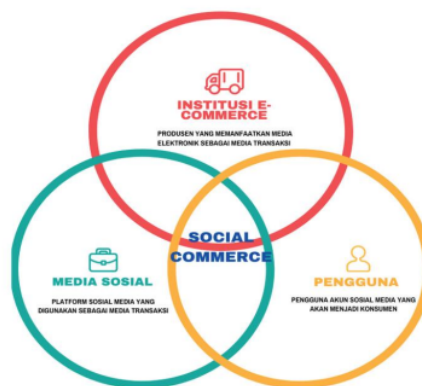 INSTITUSI E-
COMMERCE
PRODUSEN YANG MEMANFAATKAN MEDIA
ELEKTRONIK SEBAGAI MEDIA TRANSAKSI
SOCIAL
COMMERCE
MEDIA SOSIAL
PLATFORM SOSIAL MEDIA YANG
DIGUNAKAN SEBAGAI MEDIA TRANSAKSI
PENGGUNA
PENGGUNA AKUN SOSIAL MEDIA YANG
AKAN MENJADI KONSUMEN